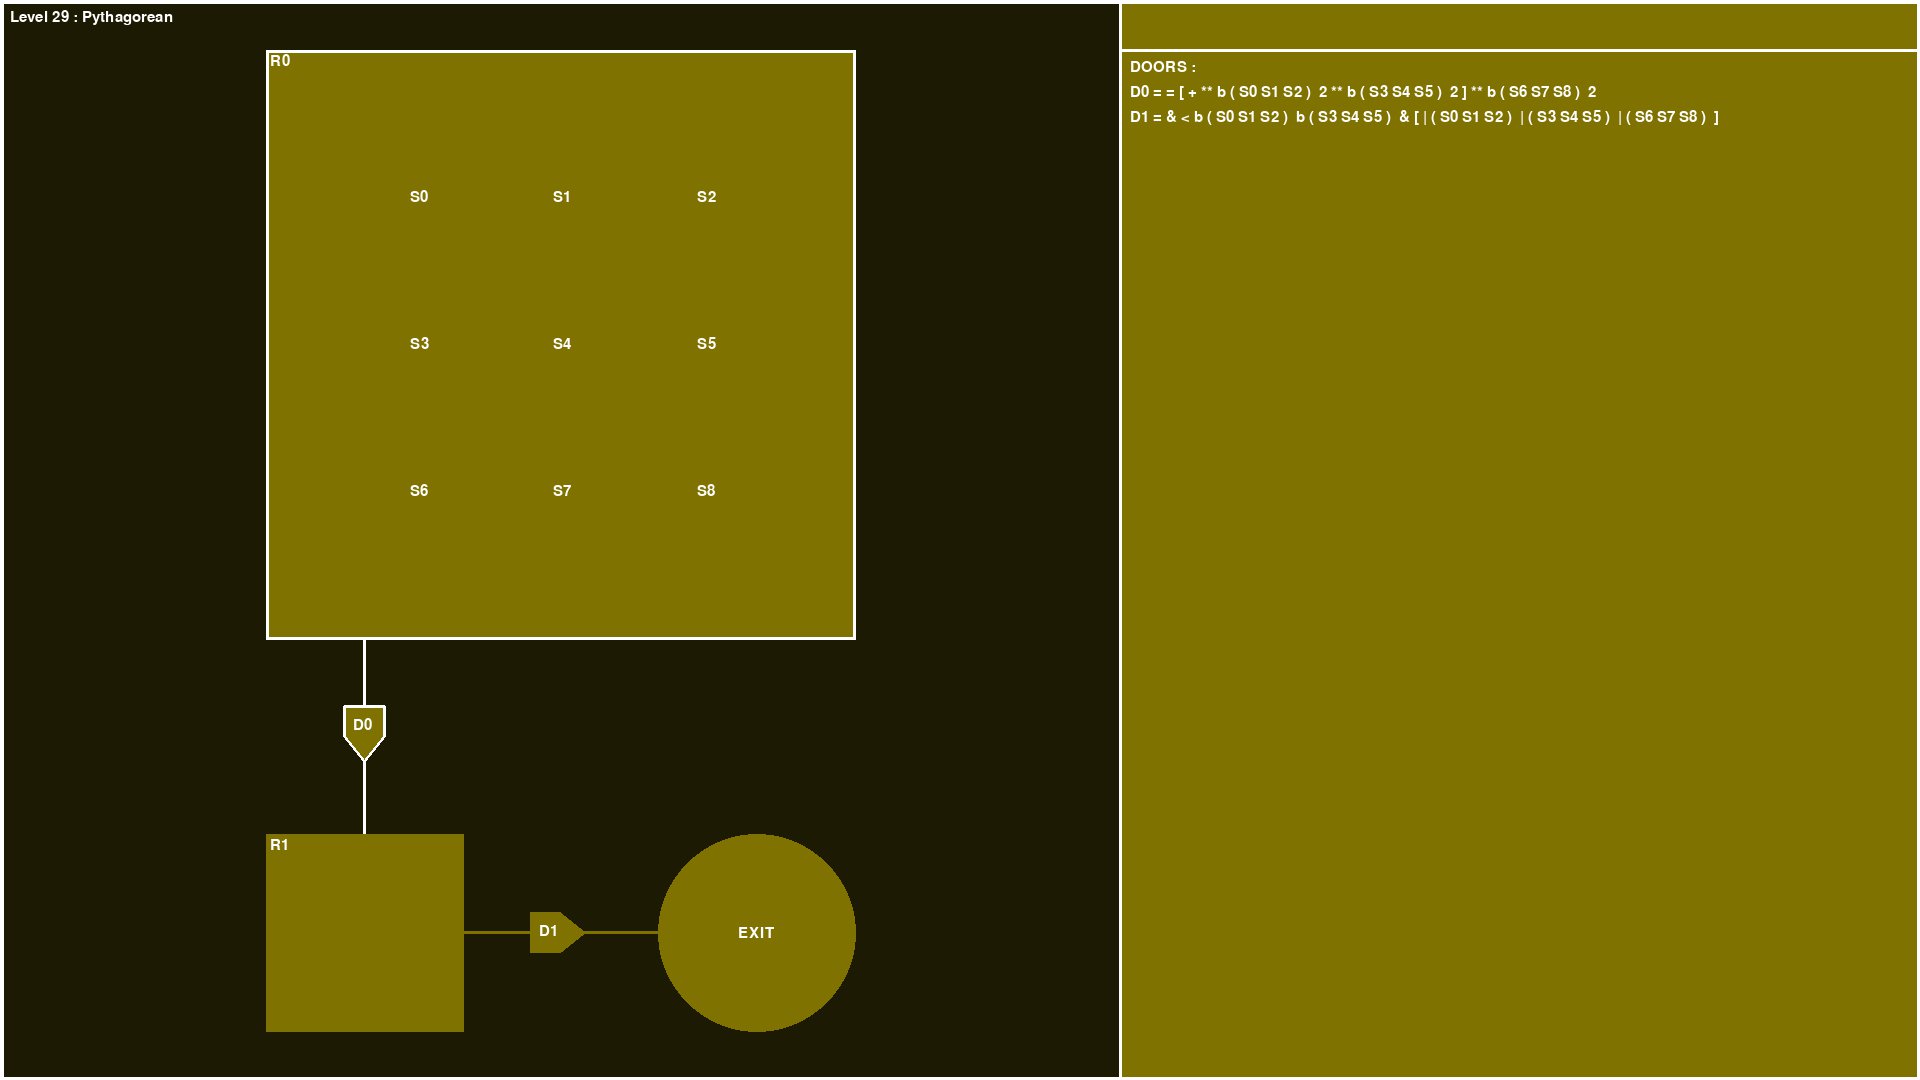 Level 29 : Pythagorean
R0
S0 S1 S2
S3 S4 S5
S6 S7 S8
D0
R1
D1
EXIT
DOORS :
D0 = = [ + ** b ( S0 S1 S2 ) 2 ** b ( S3 S4 S5 ) 2 ] ** b ( S6 S7 S8 ) 2
D1 = & < b ( S0 S1 S2 ) b ( S3 S4 S5 ) & [ | ( S0 S1 S2 ) | ( S3 S4 S5 ) | ( S6 S7 S8 ) ]